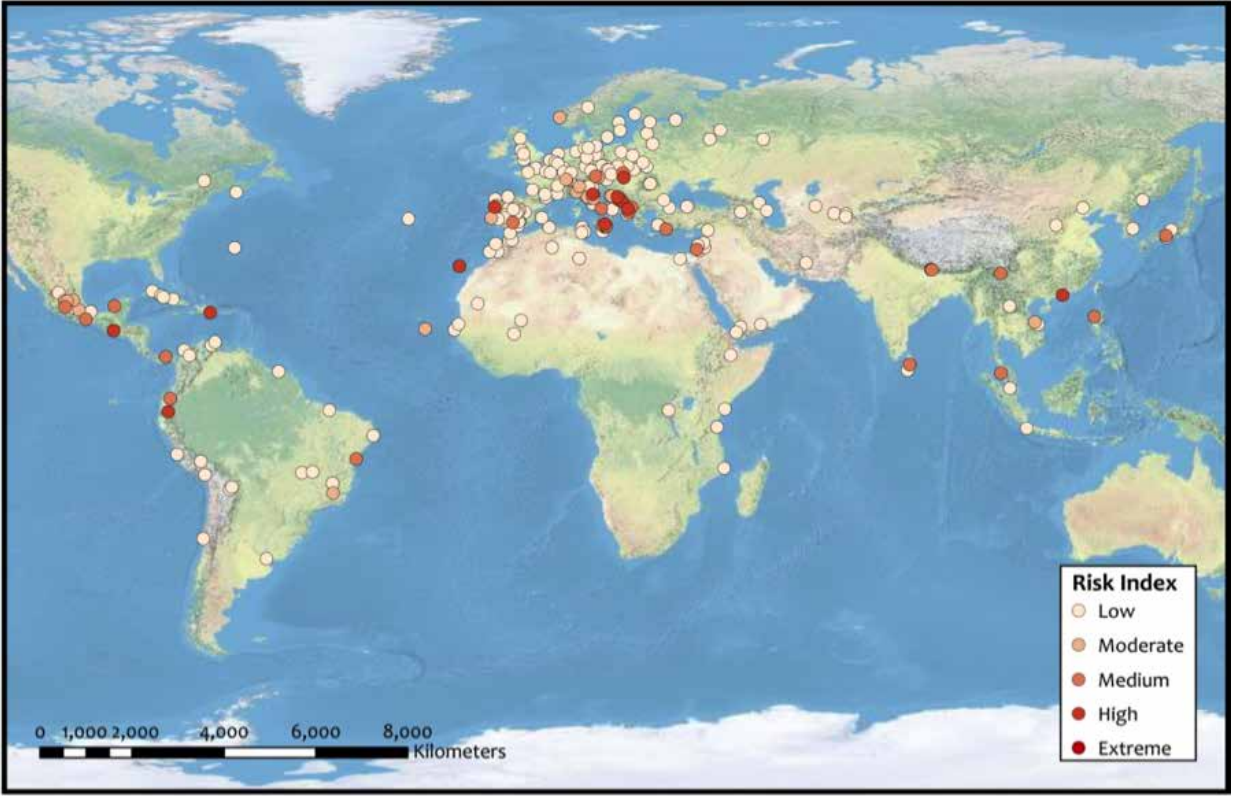 Risk Index
Low
Moderate
Medium
High
Extreme
0 1,000 2,000 4,000 6,000 8,000
Kilometers